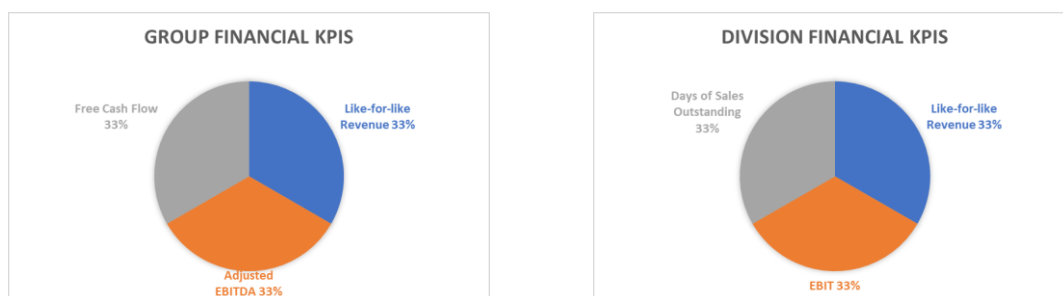 GROUP FINANCIAL KPIS
Free Cash Flow
33%
Like-for-like
Revenue 33%
Adjusted
EBITDA 33%
DIVISION FINANCIAL KPIS
Days of Sales
Outstanding
33%
Like-for-like
Revenue 33%
EBIT 33%